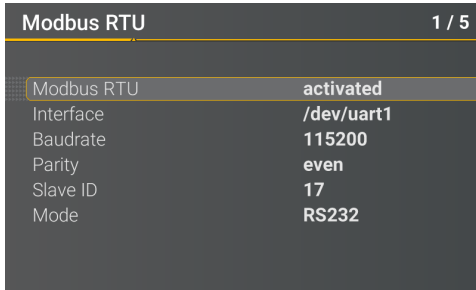 Modbus RTU 1 / 5
Modbus RTU activated
Interface /dev/uart1
Baudrate 115200
Parity even
Slave ID 17
Mode RS232